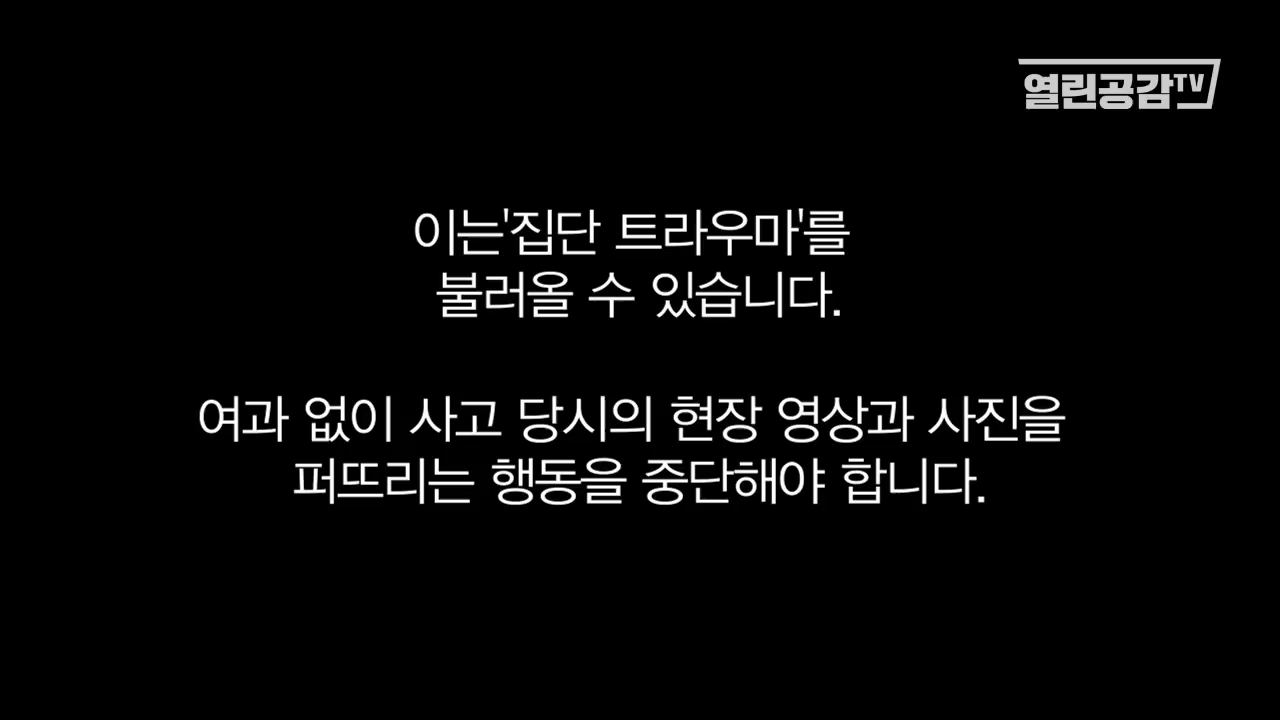 열린공감TV
이는'집단 트라우마'를
불러올 수 있습니다.
여과 없이 사고 당시의 현장 영상과 사진을
퍼뜨리는 행동을 중단해야 합니다.